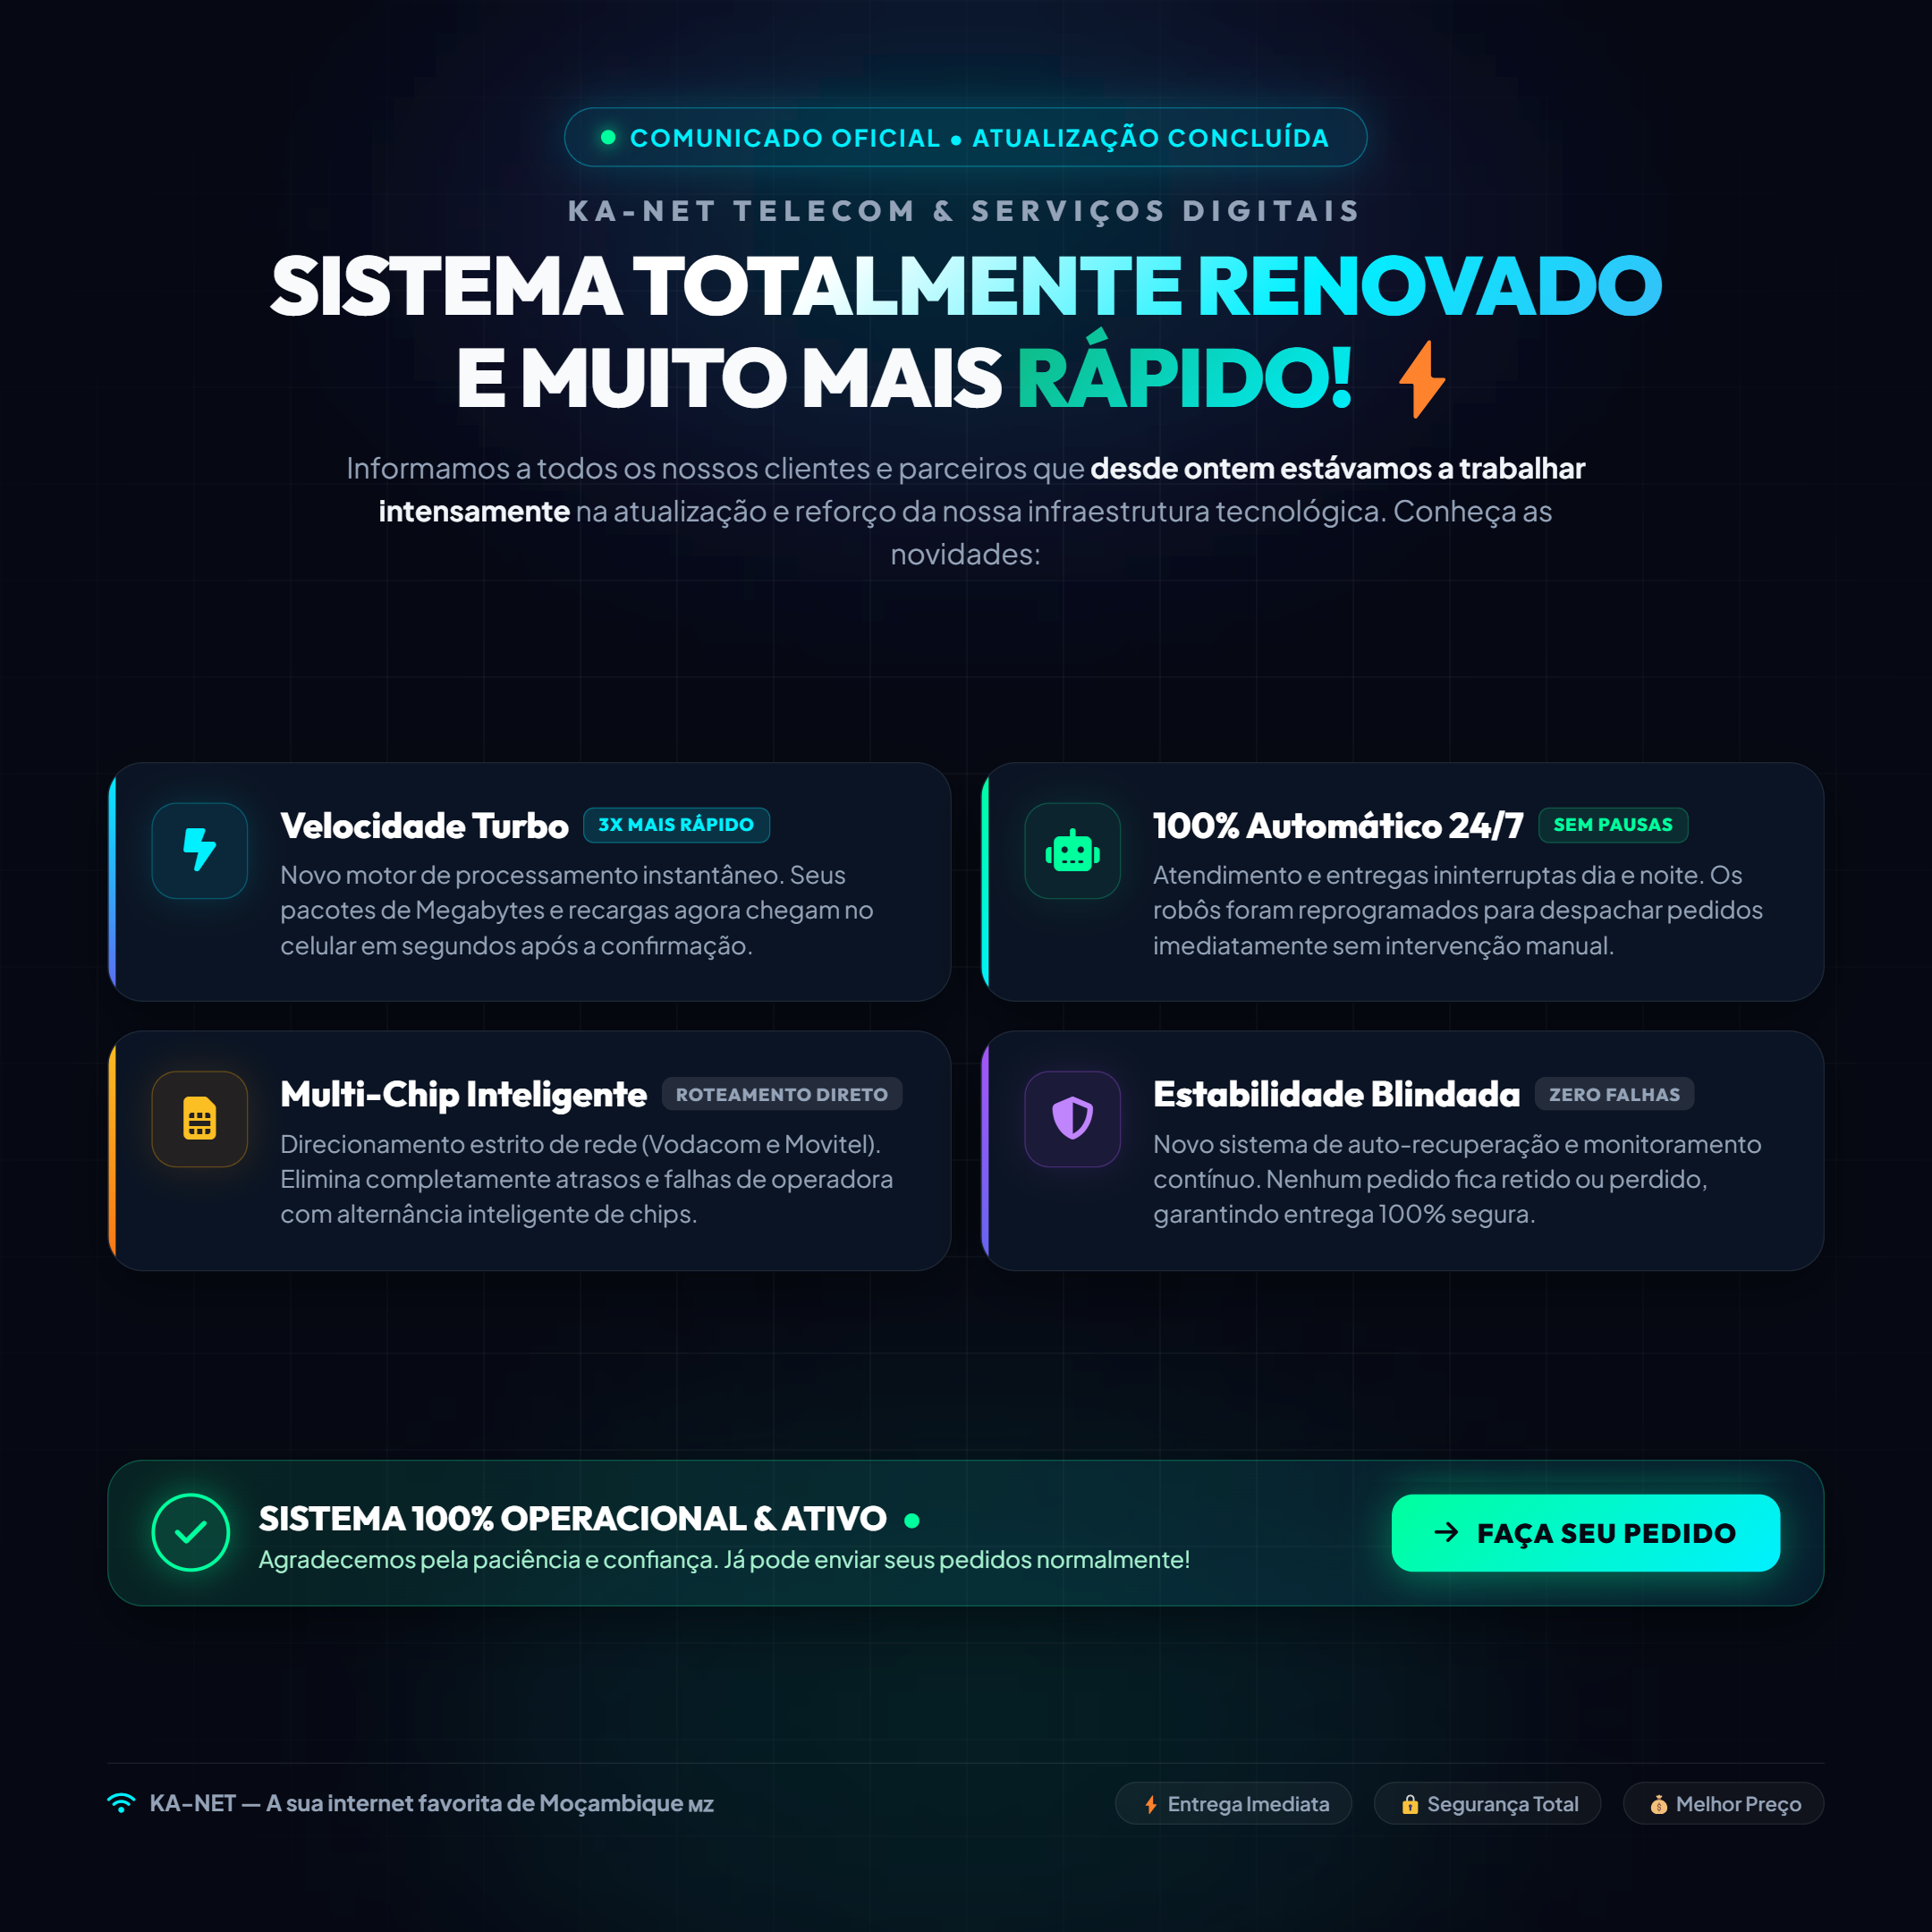 COMUNICADO OFICIAL • ATUALIZAÇÃO CONCLUÍDA
KA-NET TELECOM & SERVIÇOS DIGITAIS
SISTEMA TOTALMENTE RENOVADO
E MUITO MAIS RÁPIDO! ⚡
Informamos a todos os nossos clientes e parceiros que desde ontem estávamos a trabalhar
intensamente na atualização e reforço da nossa infraestrutura tecnológica. Conheça as
novidades:
Velocidade Turbo 3X MAIS RÁPIDO
Novo motor de processamento instantâneo. Seus
pacotes de Megabytes e recargas agora chegam no
celular em segundos após a confirmação.
100% Automático 24/7 SEM PAUSAS
Atendimento e entregas ininterruptas dia e noite. Os
robôs foram reprogramados para despachar pedidos
imediatamente sem intervenção manual.
Multi-Chip Inteligente ROTEAMENTO DIRETO
Direcionamento estrito de rede (Vodacom e Movitel).
Elimina completamente atrasos e falhas de operadora
com alternância inteligente de chips.
Estabilidade Blindada ZERO FALHAS
Novo sistema de auto-recuperação e monitoramento
contínuo. Nenhum pedido fica retido ou perdido,
garantindo entrega 100% segura.
SISTEMA 100% OPERACIONAL & ATIVO
Agradecemos pela paciência e confiança. Já pode enviar seus pedidos normalmente!
→ FAÇA SEU PEDIDO
KA-NET — A sua internet favorita de Moçambique MZ
⚡ Entrega Imediata
🔒 Segurança Total
💰 Melhor Preço